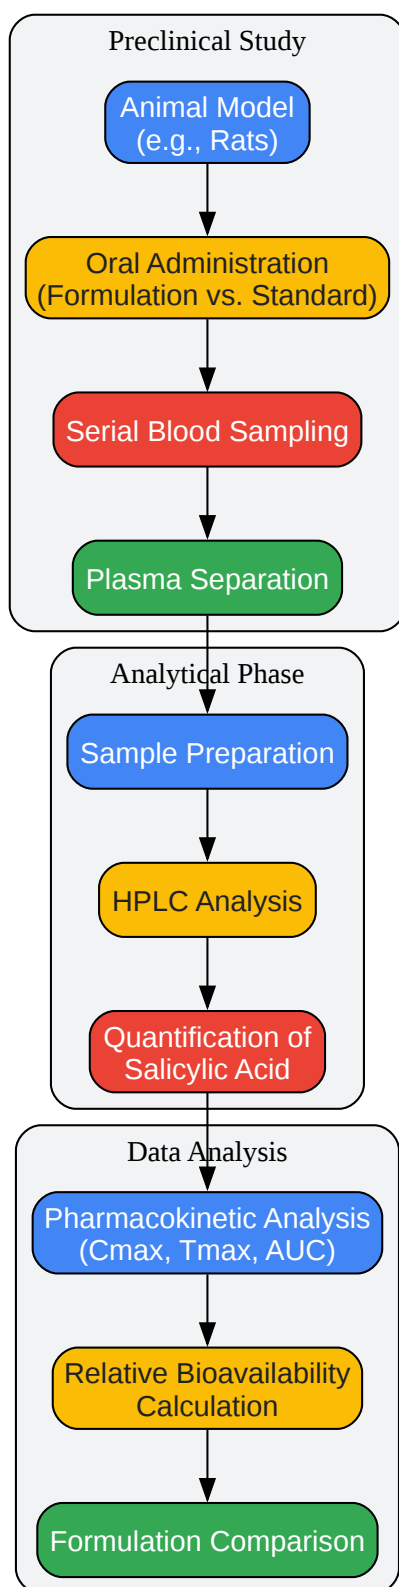 Preclinical Study
Animal Model
(e.g., Rats)
Oral Administration
(Formulation vs. Standard)
Serial Blood Sampling
Plasma Separation
Analytical Phase
Sample Preparation
HPLC Analysis
Quantification of
Salicylic Acid
Data Analysis
Pharmacokinetic Analysis
(Cmax, Tmax, AUC)
Relative Bioavailability
Calculation
Formulation Comparison